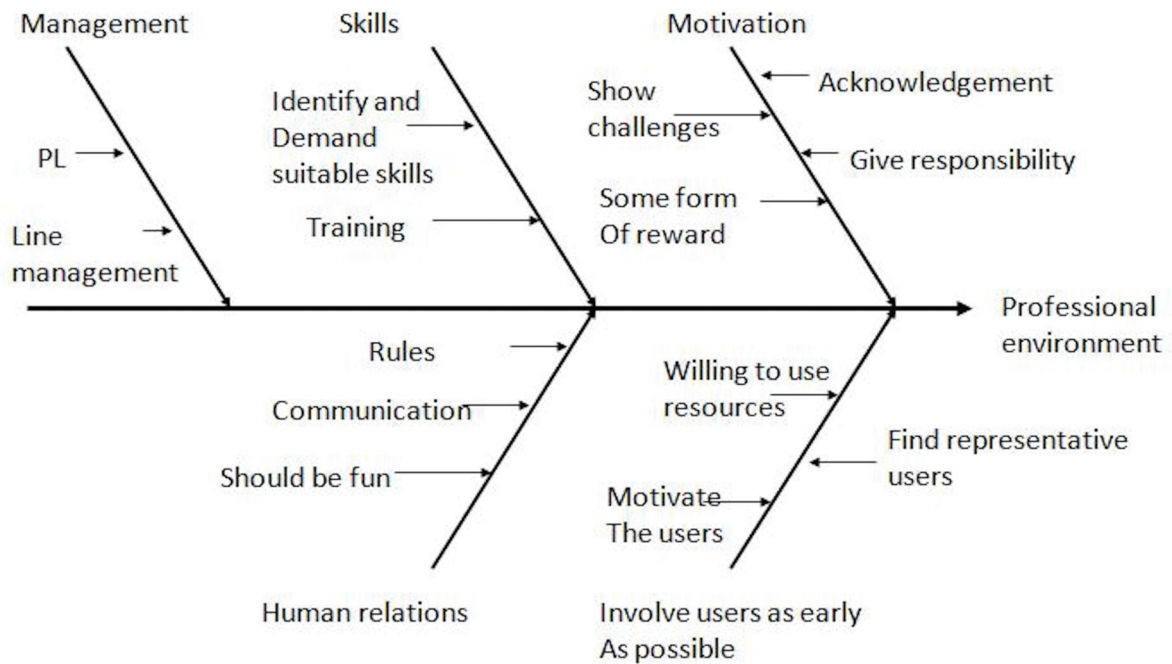 Management
Skills
Motivation
Acknowledgement
Show
challenges
Identify and
Demand
suitable skills
PL
Give responsibility
Some form
Of reward
Training
Line
management
Professional
environment
Rules
Willing to use
resources
Communication
Find representative
users
Should be fun
Motivate
The users
Human relations
Involve users as early
As possible